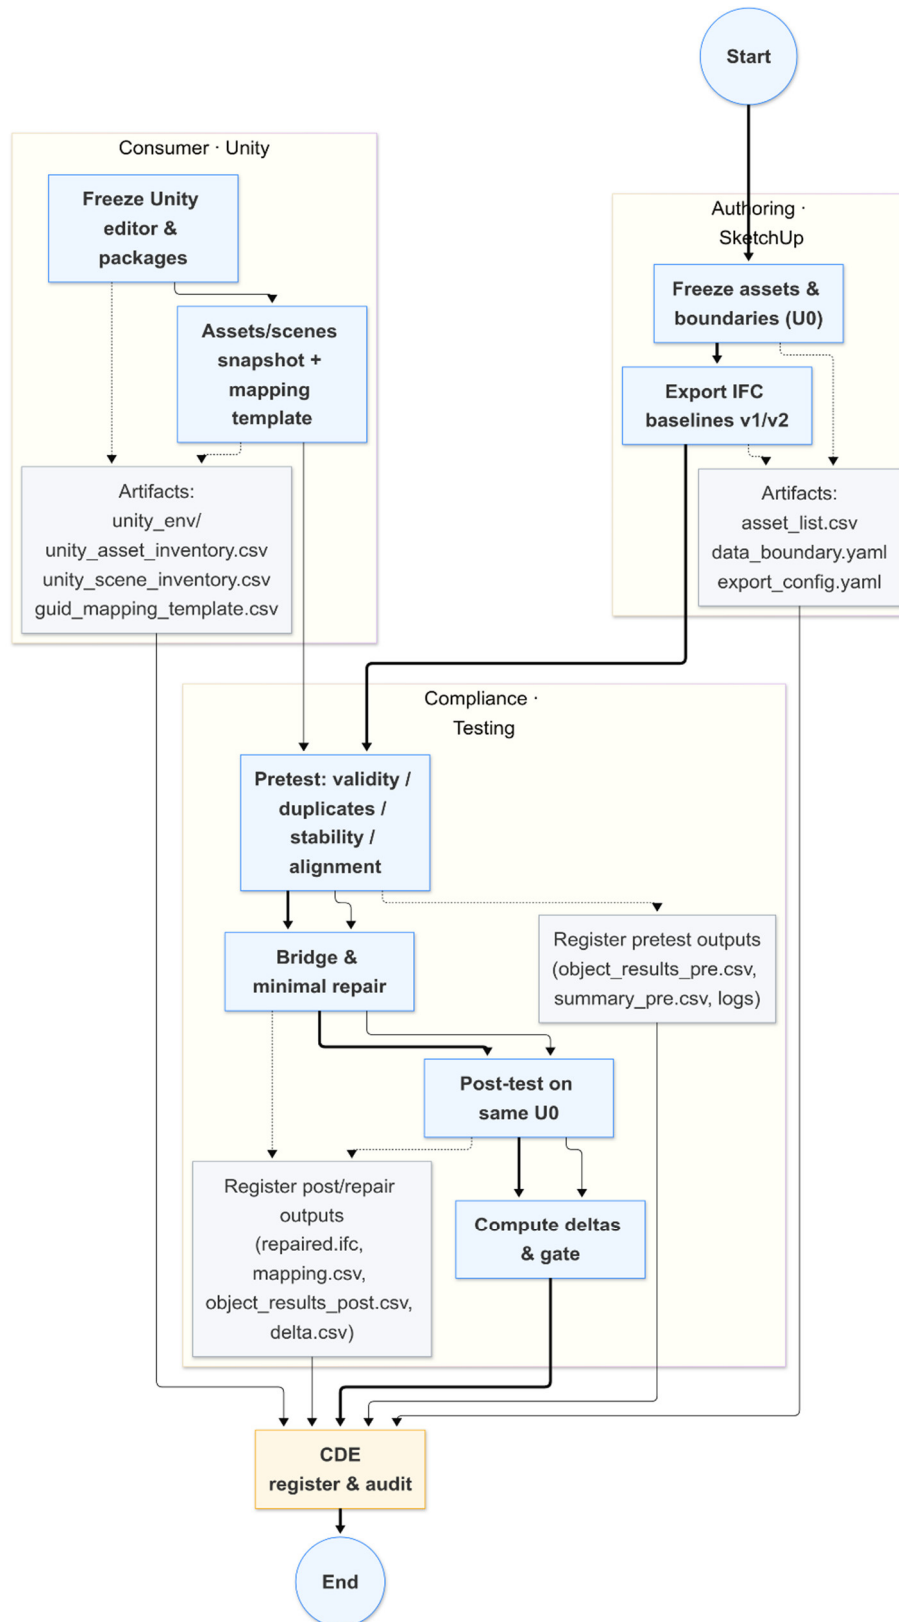 Start
Consumer · Unity
Freeze Unity
editor &
packages
Assets/scenes
snapshot +
mapping
template
Artifacts:
unity_env/
unity_asset_inventory.csv
unity_scene_inventory.csv
guid_mapping_template.csv
Authoring ·
SketchUp
Freeze assets &
boundaries (U0)
Export IFC
baselines v1/v2
Artifacts:
asset_list.csv
data_boundary.yaml
export_config.yaml
Compliance ·
Testing
Pretest: validity /
duplicates /
stability /
alignment
Register pretest outputs
(object_results_pre.csv,
summary_pre.csv, logs)
Bridge &
minimal repair
Post-test on
same U0
Register post/repair
outputs
(repaired.ifc,
mapping.csv,
object_results_post.csv,
delta.csv)
Compute deltas
& gate
CDE
register & audit
End